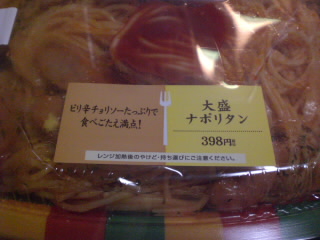 ピリ辛チョリソーたっぷりで
食べごたえ満点!
大盛
ナポリタン
398円
レンジ加熱後のやけど・持ち運びにご注意ください。